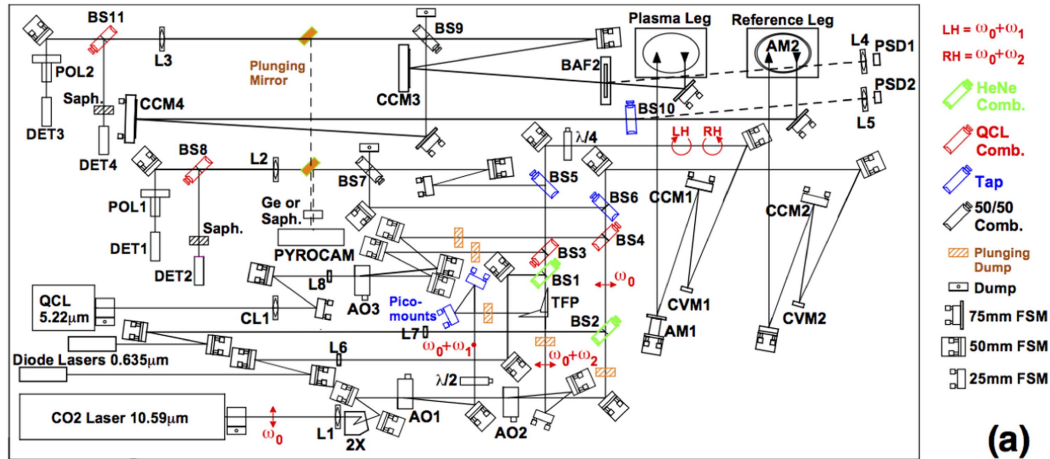 BS11
L3
BS9
Plasma Leg
Reference Leg
AM2
L4
PSD1
LH = ω₀+ω₁
RH = ω₀+ω₂
POL2
Plunging
Mirror
CCM3
BAF2
PSD2
HeNe
Comb.
Saph.
CCM4
BS10
L5
DET3
DET4
λ/4
LH
RH
QCL
Comb.
BS8
L2
BS7
BS5
CCM1
CCM2
Tap
POL1
Ge or
Saph.
BS6
50/50
Comb.
Saph.
DET1
DET2
PYROCAM
BS3
BS4
Plunging
Dump
L8
AO3
BS1
ω₀
Dump
QCL
5.22μm
CL1
Pico-
mounts
TFP
CVM1
CVM2
75mm FSM
L7
BS2
AM1
50mm FSM
Diode Lasers 0.635μm
L6
ω₀+ω₁
ω₀+ω₂
25mm FSM
λ/2
CO2 Laser 10.59μm
ω₀
L1
2X
AO1
AO2
(a)